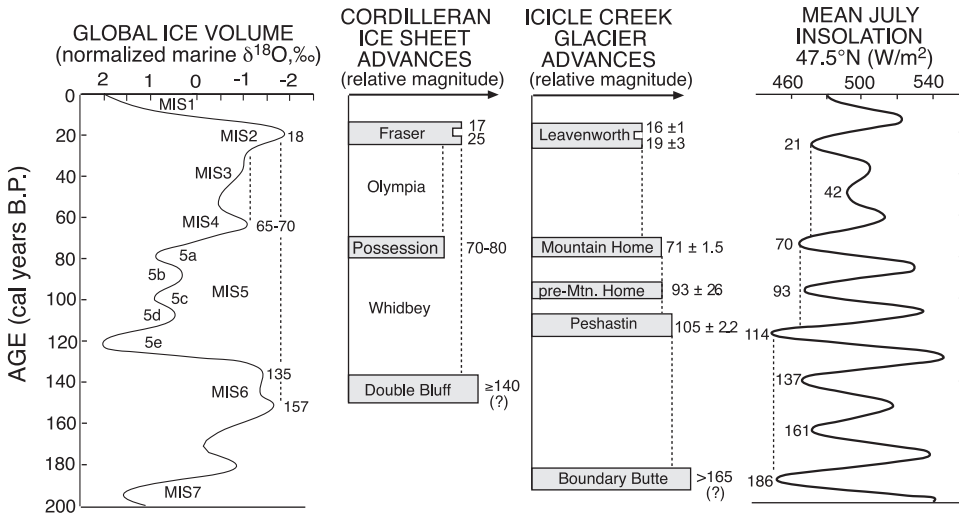 GLOBAL ICE VOLUME
(normalized marine δ18O,‰)
2 1 0 -1 -2
CORDILLERAN
ICE SHEET
ADVANCES
(relative magnitude)
ICICLE CREEK
GLACIER
ADVANCES
(relative magnitude)
MEAN JULY
INSOLATION
47.5°N (W/m²)
460 500 540
AGE (cal years B.P.)
0
20
40
60
80
100
120
140
160
180
200
MIS1
MIS2
18
MIS3
MIS4
65-70
5a
5b
5c
MIS5
5d
5e
135
MIS6
157
MIS7
Fraser
17
25
Olympia
Possession
70-80
Whidbey
Double Bluff
≥140
(?)
Leavenworth
16 ±1
19 ±3
Mountain Home
71 ± 1.5
pre-Mtn. Home
93 ± 26
Peshastin
105 ± 2.2
Boundary Butte
>165
(?)
21
42
70
93
114
137
161
186